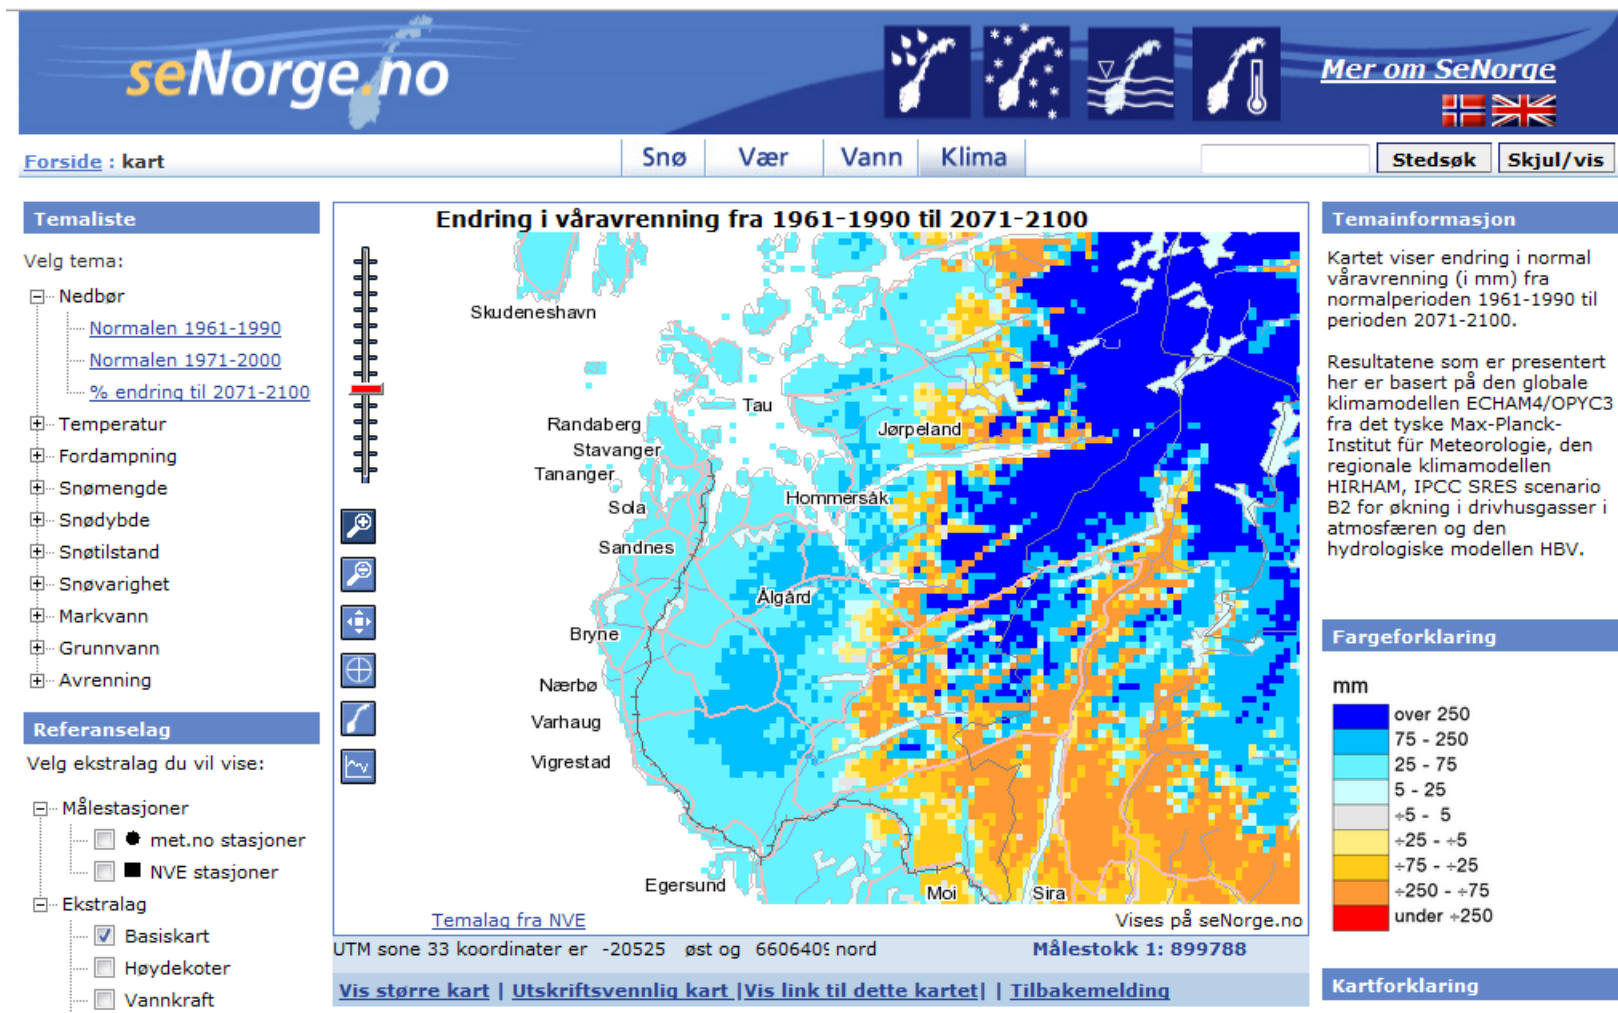 seNorge.no
Mer om SeNorge
Forside : kart
Snø
Vær
Vann
Klima
Stedsøk
Skjul/vis
Temaliste
Velg tema:
Nedbør
Normalen 1961-1990
Normalen 1971-2000
% endring til 2071-2100
Temperatur
Fordampning
Snømengde
Snødybde
Snøtilstand
Snøvarighet
Markvann
Grunnvann
Avrenning
Referanselag
Velg ekstralag du vil vise:
Målestasjoner
met.no stasjoner
NVE stasjoner
Ekstralag
Basiskart
Høydekoter
Vannkraft
Endring i våravrenning fra 1961-1990 til 2071-2100
Skudeneshavn
Tau
Randaberg
Jørpeland
Stavanger
Tananger
Hommersåk
Sola
Sandnes
Ålgård
Bryne
Nærbø
Varhaug
Vigrestad
Egersund
Moi
Sira
Temalag fra NVE
Vises på seNorge.no
UTM sone 33 koordinater er -20525 øst og 6606409 nord
Målestokk 1: 899788
Vis større kart | Utskriftsvennlig kart |Vis link til dette kartet| | Tilbakemelding
Temainformasjon
Kartet viser endring i normal
våravrenning (i mm) fra
normalperioden 1961-1990 til
perioden 2071-2100.
Resultatene som er presentert
her er basert på den globale
klimamodellen ECHAM4/OPYC3
fra det tyske Max-Planck-
Institut für Meteorologie, den
regionale klimamodellen
HIRHAM, IPCC SRES scenario
B2 for økning i drivhusgasser i
atmosfæren og den
hydrologiske modellen HBV.
Fargeforklaring
mm
over 250
75 - 250
25 - 75
5 - 25
÷5 - 5
÷25 - ÷5
÷75 - ÷25
÷250 - ÷75
under ÷250
Kartforklaring